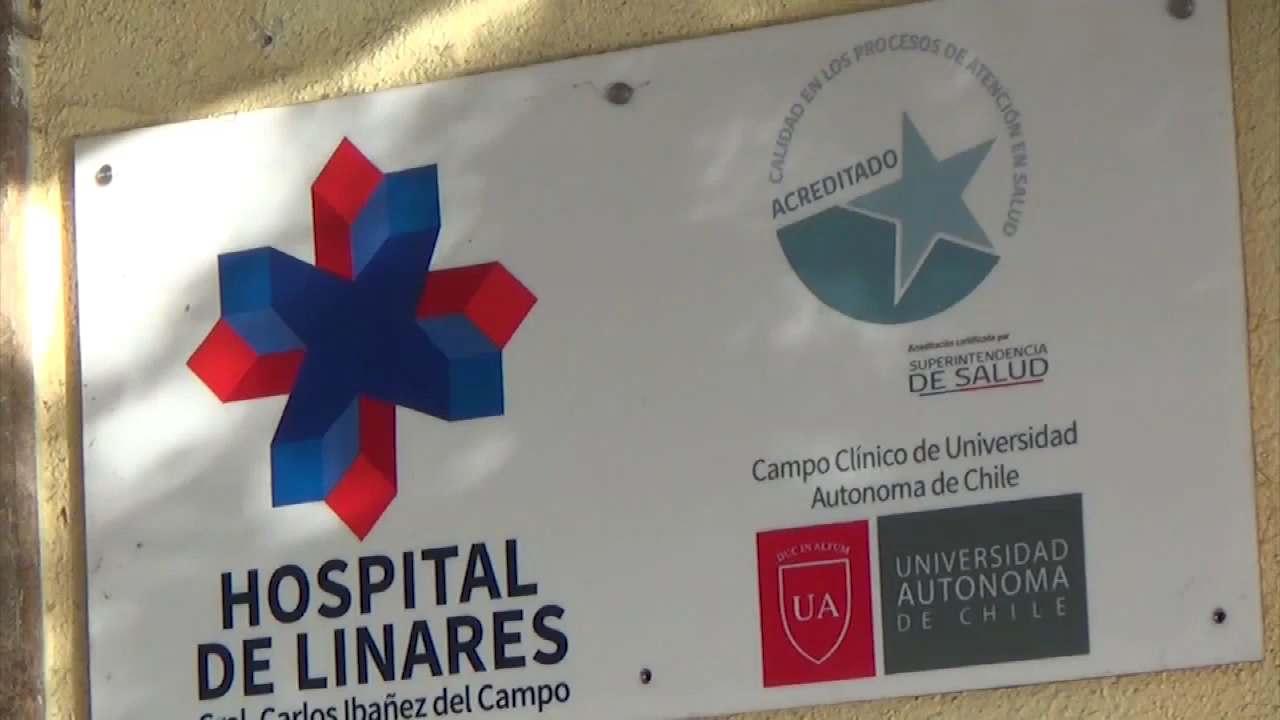 HOSPITAL
DE LINARES
Gral. Carlos Ibañez del Campo
CALIDAD EN LOS PROCESOS DE ATENCIÓN EN SALUD
ACREDITADO
Acreditación certificada por
SUPERINTENDENCIA
DE SALUD
Campo Clínico de Universidad
Autonoma de Chile
DUC IN ALTUM
UA
UNIVERSIDAD
AUTONOMA
DE CHILE